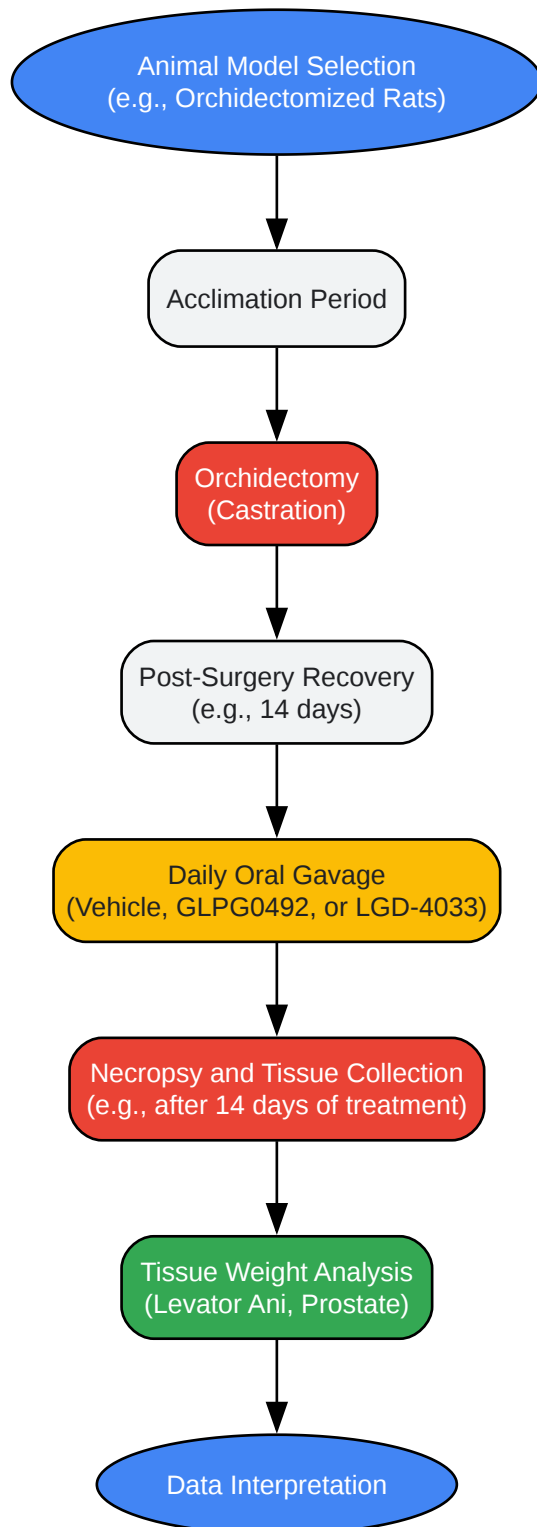 Animal Model Selection
(e.g., Orchidectomized Rats)
Acclimation Period
Orchidectomy
(Castration)
Post-Surgery Recovery
(e.g., 14 days)
Daily Oral Gavage
(Vehicle, GLPG0492, or LGD-4033)
Necropsy and Tissue Collection
(e.g., after 14 days of treatment)
Tissue Weight Analysis
(Levator Ani, Prostate)
Data Interpretation